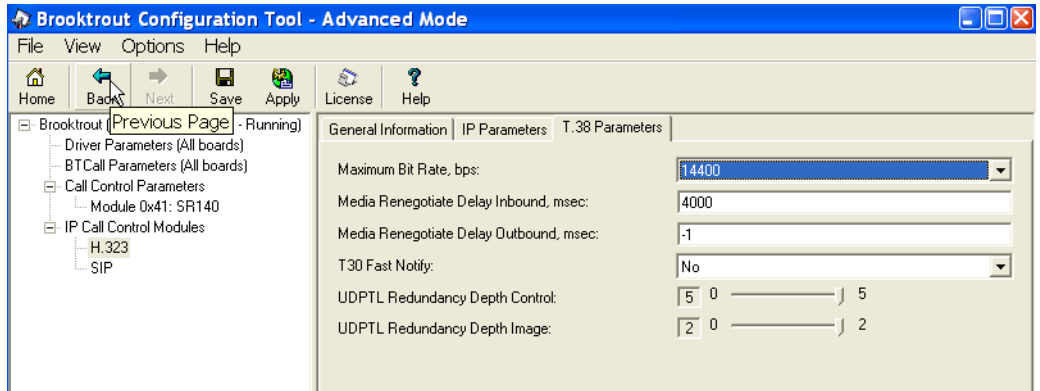 Brooktrout Configuration Tool - Advanced Mode
File View Options Help
Home Back Next Save Apply License Help
Previous Page
Brooktrout ( - Running)
Driver Parameters (All boards)
BTCall Parameters (All boards)
Call Control Parameters
Module 0x41: SR140
IP Call Control Modules
H.323
SIP
General Information IP Parameters T.38 Parameters
Maximum Bit Rate, bps: 14400
Media Renegotiate Delay Inbound, msec: 4000
Media Renegotiate Delay Outbound, msec: -1
T30 Fast Notify: No
UDPTL Redundancy Depth Control: 5 0 5
UDPTL Redundancy Depth Image: 2 0 2